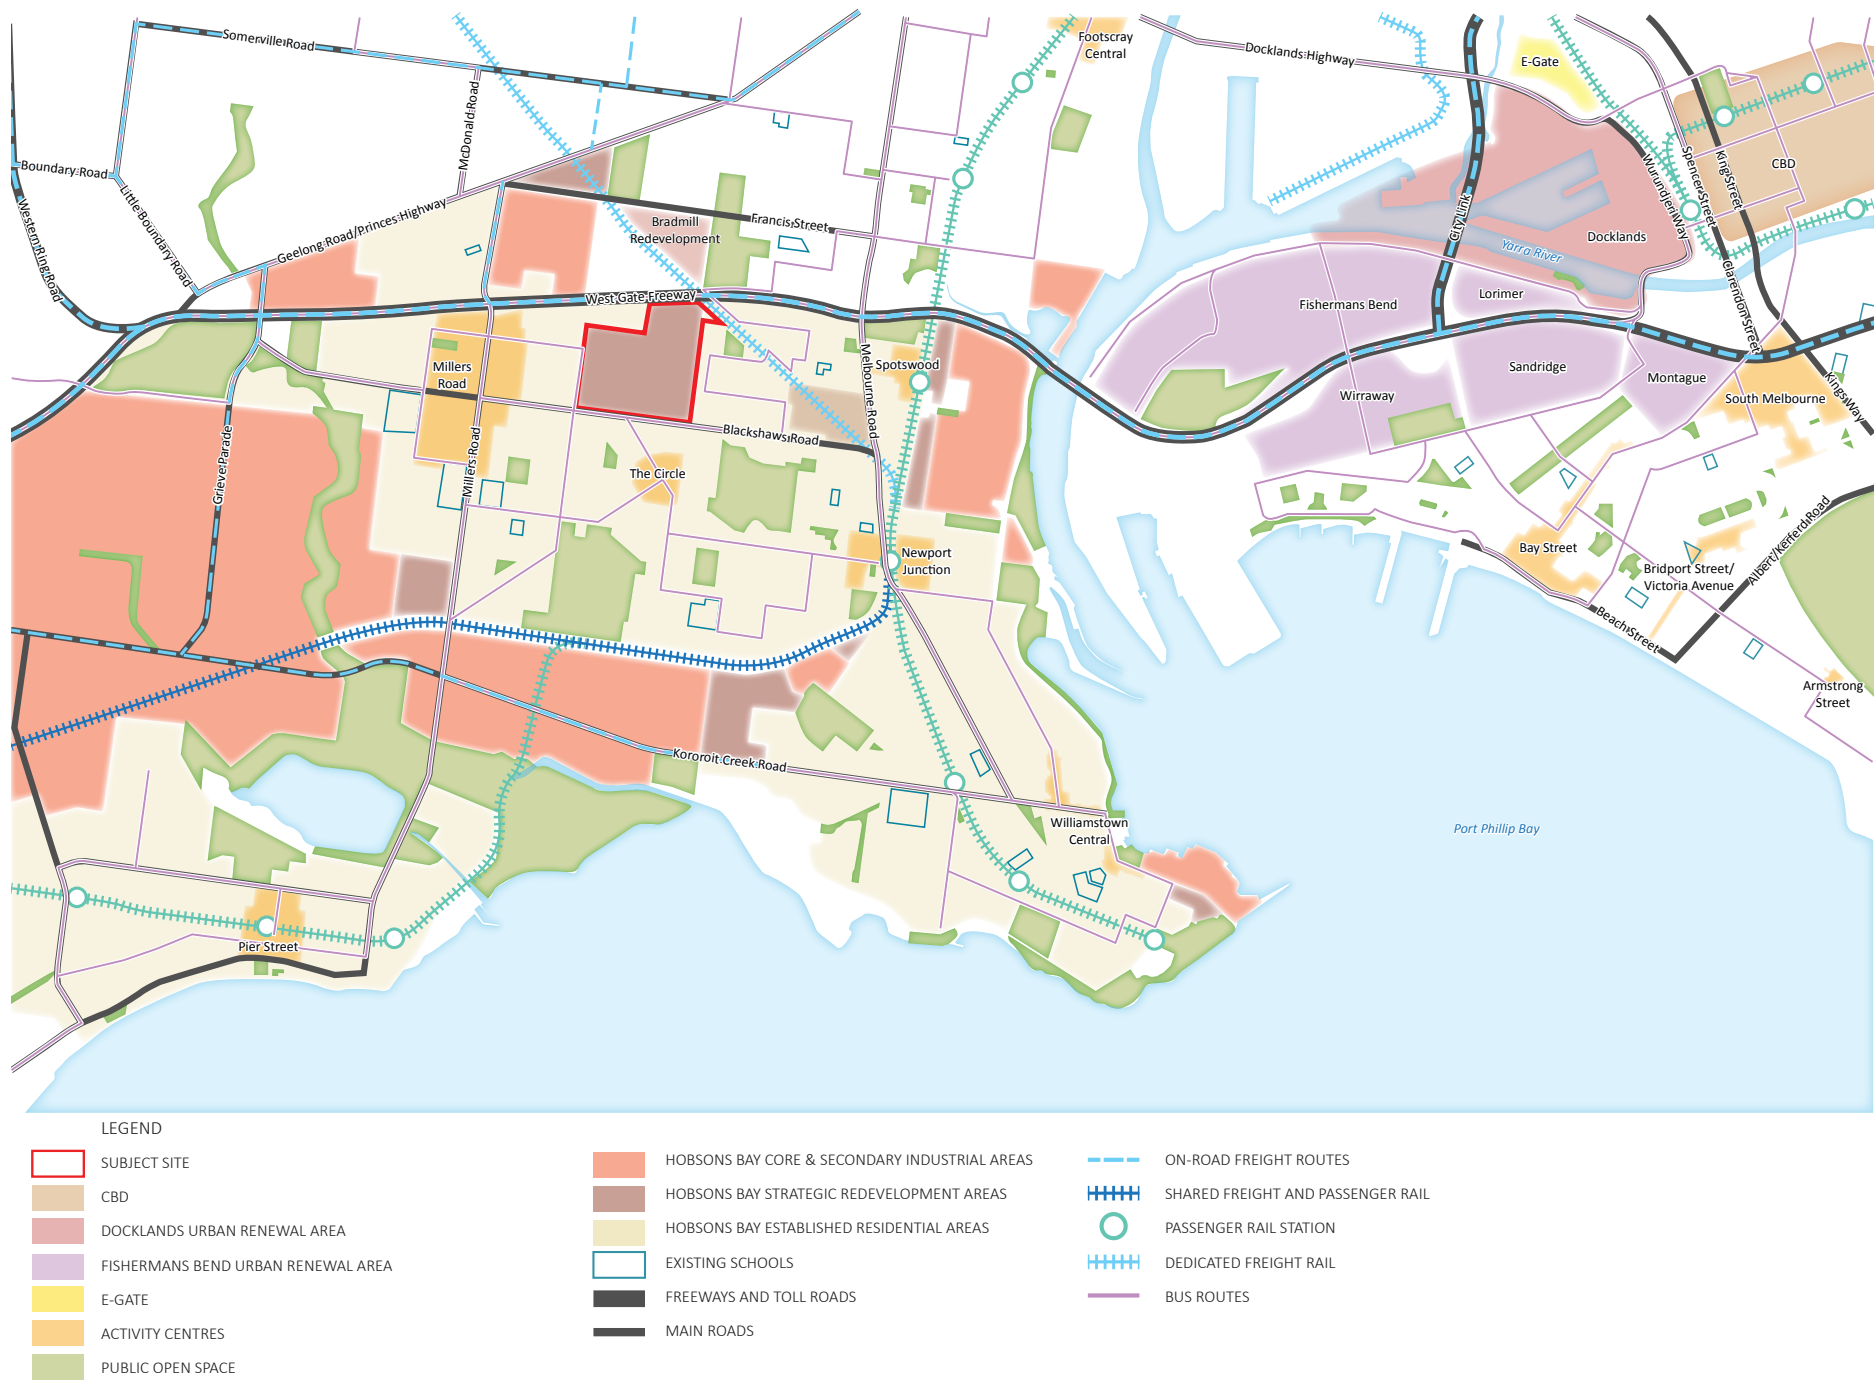 Footscray
Central
Somerville Road
Docklands Highway
E-Gate
McDonald Road
Boundary Road
Little Boundary Road
Western Ring Road
Geelong Road/Princes Highway
Bradmill
Redevelopment
Francis Street
City Link
Yarra River
Docklands
Wurundjeri Way
Spencer Street
King Street
CBD
Clarendon Street
West Gate Freeway
Fishermans Bend
Lorimer
Millers
Road
Melbourne Road
Spotswood
Wirraway
Sandridge
Montague
South Melbourne
Kings Way
Grieve Parade
Millers Road
Blackshaws Road
The Circle
Newport
Junction
Bay Street
Bridport Street/
Victoria Avenue
Albert/Kerferd Road
Beach Street
Armstrong
Street
Kororoit Creek Road
Williamstown
Central
Port Phillip Bay
Pier Street
LEGEND
SUBJECT SITE
CBD
DOCKLANDS URBAN RENEWAL AREA
FISHERMANS BEND URBAN RENEWAL AREA
E-GATE
ACTIVITY CENTRES
PUBLIC OPEN SPACE
HOBSONS BAY CORE & SECONDARY INDUSTRIAL AREAS
HOBSONS BAY STRATEGIC REDEVELOPMENT AREAS
HOBSONS BAY ESTABLISHED RESIDENTIAL AREAS
EXISTING SCHOOLS
FREEWAYS AND TOLL ROADS
MAIN ROADS
ON-ROAD FREIGHT ROUTES
SHARED FREIGHT AND PASSENGER RAIL
PASSENGER RAIL STATION
DEDICATED FREIGHT RAIL
BUS ROUTES